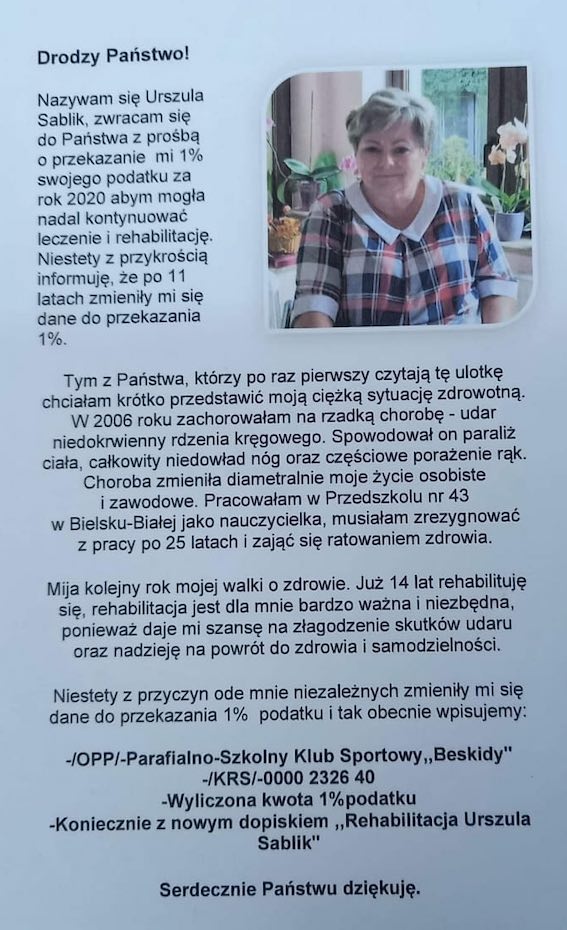 Drodzy Państwo!
Nazywam się Urszula
Sablik, zwracam się
do Państwa z prośbą
o przekazanie mi 1%
swojego podatku za
rok 2020 abym mogła
nadal kontynuować
leczenie i rehabilitację.
Niestety z przykrością
informuję, że po 11
latach zmieniły mi się
dane do przekazania
1%.
Tym z Państwa, którzy po raz pierwszy czytają tę ulotkę
chciałam krótko przedstawić moją ciężką sytuację zdrowotną.
W 2006 roku zachorowałam na rzadką chorobę - udar
niedokrwienny rdzenia kręgowego. Spowodował on paraliż
ciała, całkowity niedowład nóg oraz częściowe porażenie rąk.
Choroba zmieniła diametralnie moje życie osobiste
i zawodowe. Pracowałam w Przedszkolu nr 43
w Bielsku-Białej jako nauczycielka, musiałam zrezygnować
z pracy po 25 latach i zająć się ratowaniem zdrowia.
Mija kolejny rok mojej walki o zdrowie. Już 14 lat rehabilituję
się, rehabilitacja jest dla mnie bardzo ważna i niezbędna,
ponieważ daje mi szansę na złagodzenie skutków udaru
oraz nadzieję na powrót do zdrowia i samodzielności.
Niestety z przyczyn ode mnie niezależnych zmieniły mi się
dane do przekazania 1% podatku i tak obecnie wpisujemy:
-/OPP/-Parafialno-Szkolny Klub Sportowy,,Beskidy"
-/KRS/-0000 2326 40
-Wyliczona kwota 1%podatku
-Koniecznie z nowym dopiskiem ,,Rehabilitacja Urszula
Sablik"
Serdecznie Państwu dziękuję.